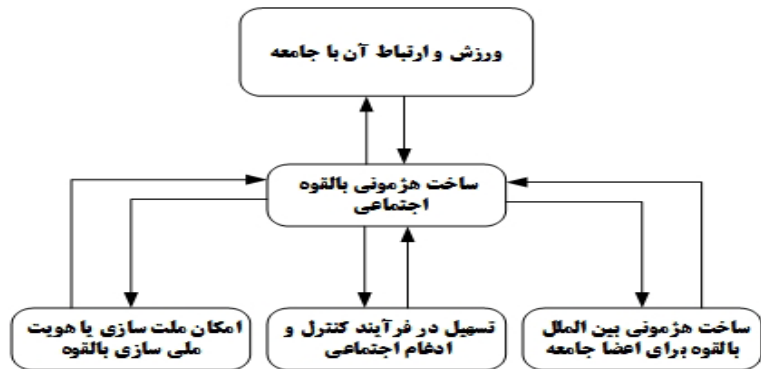 ورزش و ارتباط آن با جامعه
ساخت هژمونی بالقوه
اجتماعی
ساخت هژمونی بین الملل
بالقوه برای اعضا جامعه
تسهیل در فرآیند کنترل و
ادغام اجتماعی
امکان ملت سازی یا هویت
ملی سازی بالقوه